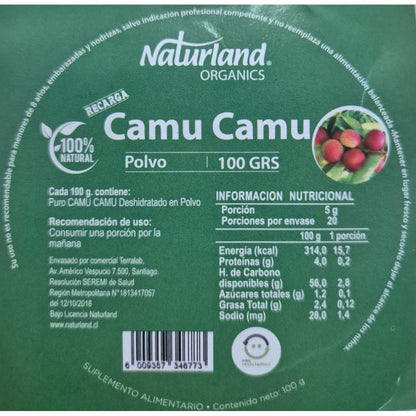 Su uso no es recomendable para menores de 8 años, embarazadas y nodrizas, salvo indicación profesional competente y no reemplaza una alimentación balanceada. Mantener en lugar fresco y seco. No dejar al alcance de los niños.
Naturland®
ORGANICS
RECARGA
100%
NATURAL
Camu Camu
Polvo | 100 GRS
Cada 100 g. contiene:
Puro CAMU CAMU Deshidratado en Polvo
Recomendación de uso:
Consumir una porción por la
mañana
Envasado por comercial Terralab.
Av. Américo Vespucio 7.500, Santiago.
Resolución SEREMI de Salud
Región Metropolitana N°1813417057
del 12/10/2018
Bajo Licencia Naturland
www.naturland.cl
INFORMACION NUTRICIONAL
Porción 5 g
Porciones por envase 20
100 g 1 porción
Energía (kcal) 314,0 15,7
Proteínas (g) 4,0 0,2
H. de Carbono
disponibles (g) 56,0 2,8
Azúcares totales (g) 1,2 0,1
Grasa Total (g) 2,4 0,12
Sodio (mg) 28,0 1,4
6 009357 346773
SUPLEMENTO ALIMENTARIO • Contenido neto: 100 g